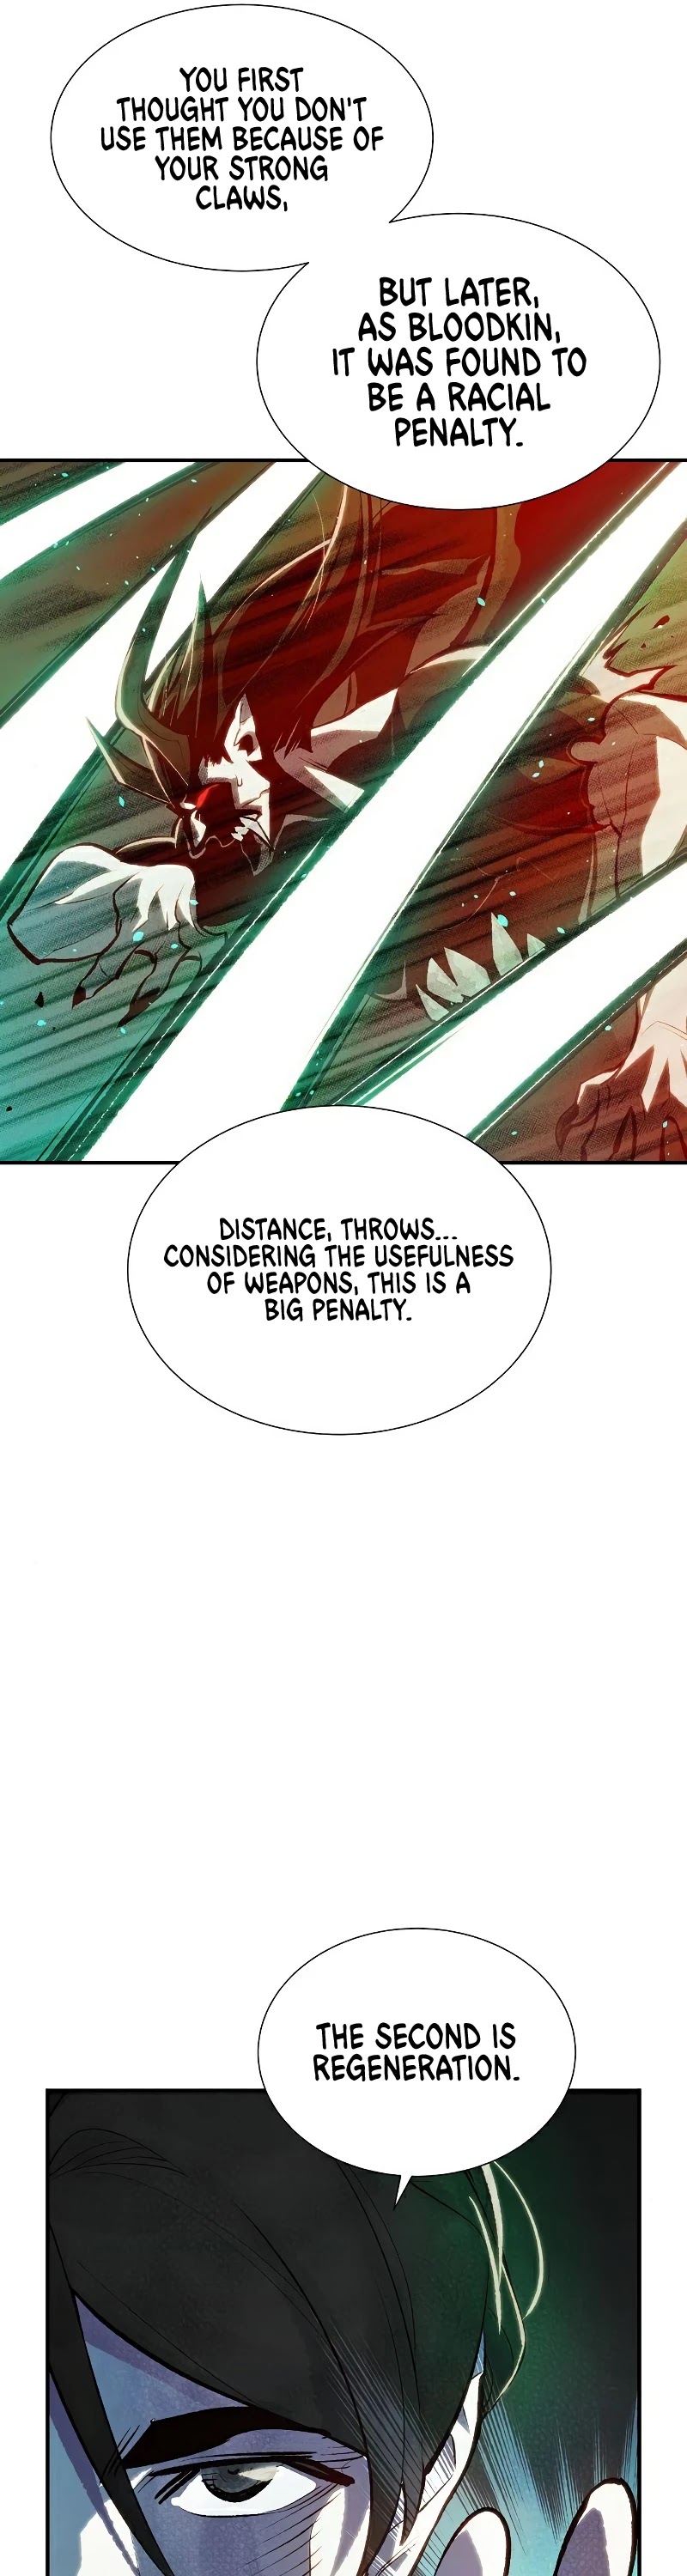 YOU FIRST
THOUGHT YOU DON'T
USE THEM BECAUSE OF
YOUR STRONG
CLAWS,
BUT LATER,
AS BLOODKIN,
IT WAS FOUND TO
BE A RACIAL
PENALTY.
DISTANCE, THROWS...
CONSIDERING THE USEFULNESS
OF WEAPONS, THIS IS A
BIG PENALTY.
THE SECOND IS
REGENERATION.